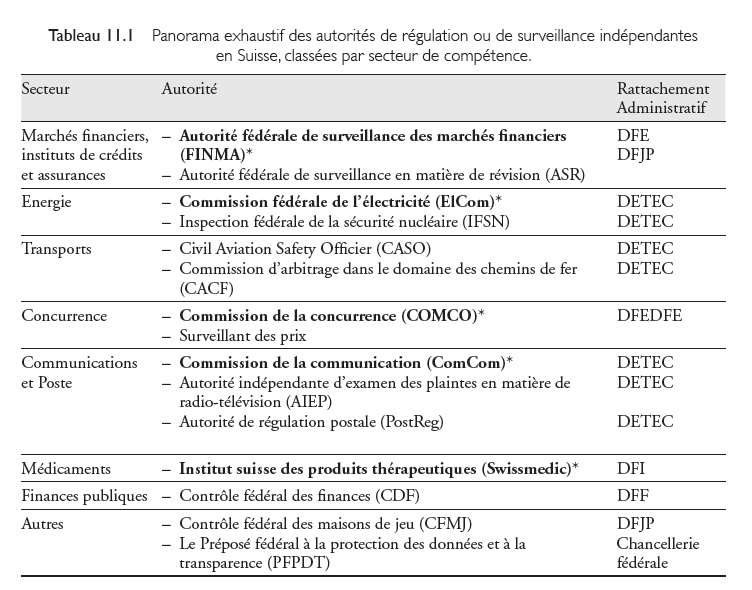 Tableau 11.1 Panorama exhaustif des autorités de régulation ou de surveillance indépendantes
en Suisse, classées par secteur de compétence.
Secteur Autorité Rattachement
Administratif
Marchés financiers, – Autorité fédérale de surveillance des marchés financiers DFE
instituts de crédits (FINMA)* DFJP
et assurances – Autorité fédérale de surveillance en matière de révision (ASR)
Energie – Commission fédérale de l’électricité (ElCom)* DETEC
– Inspection fédérale de la sécurité nucléaire (IFSN) DETEC
Transports – Civil Aviation Safety Officier (CASO) DETEC
– Commission d’arbitrage dans le domaine des chemins de fer DETEC
(CACF)
Concurrence – Commission de la concurrence (COMCO)* DFEDFE
– Surveillant des prix
Communications – Commission de la communication (ComCom)* DETEC
et Poste – Autorité indépendante d’examen des plaintes en matière de DETEC
radio-télévision (AIEP)
– Autorité de régulation postale (PostReg) DETEC
Médicaments – Institut suisse des produits thérapeutiques (Swissmedic)* DFI
Finances publiques – Contrôle fédéral des finances (CDF) DFF
Autres – Contrôle fédéral des maisons de jeu (CFMJ) DFJP
– Le Préposé fédéral à la protection des données et à la Chancellerie
transparence (PFPDT) fédérale